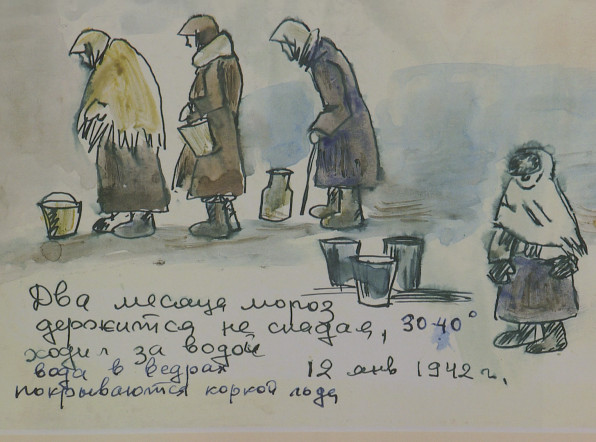 Два месяца мороз
держится не спадая, 30-40°
ходил за водой
вода в ведрах 12 янв 1942 г.
покрываются коркой льда